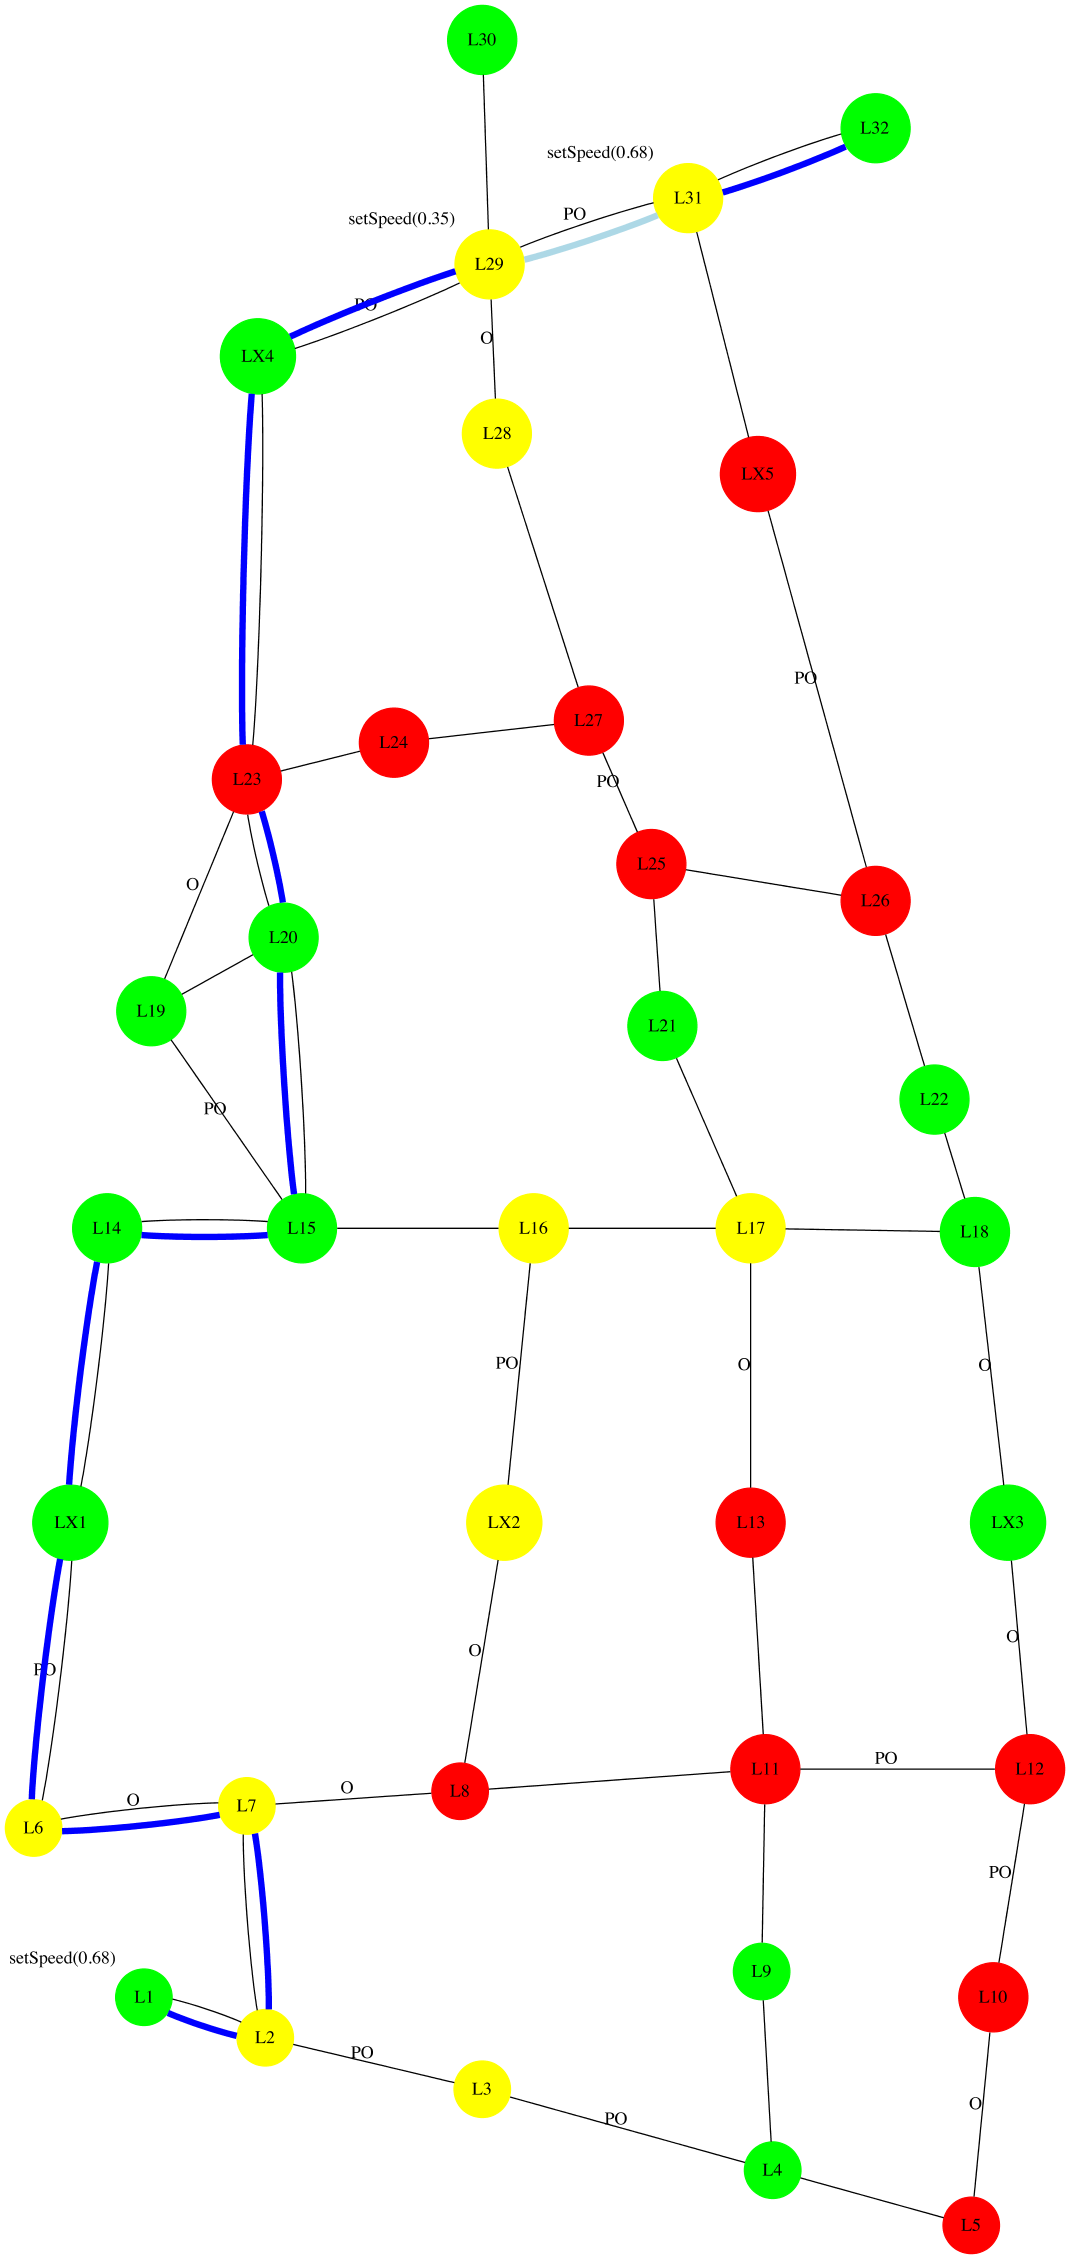 L30
L32
setSpeed(0.68)
L31
PO
setSpeed(0.35)
L29
PO
O
LX4
L28
LX5
PO
L27
L24
L23
PO
L25
O
L26
L20
L19
L21
L22
PO
L14
L15
L16
L17
L18
PO
O
O
LX1
LX2
L13
LX3
O
O
PO
PO
L11
L12
O
L8
O
L7
L6
PO
setSpeed(0.68)
L9
L1
L10
L2
PO
L3
O
PO
L4
L5